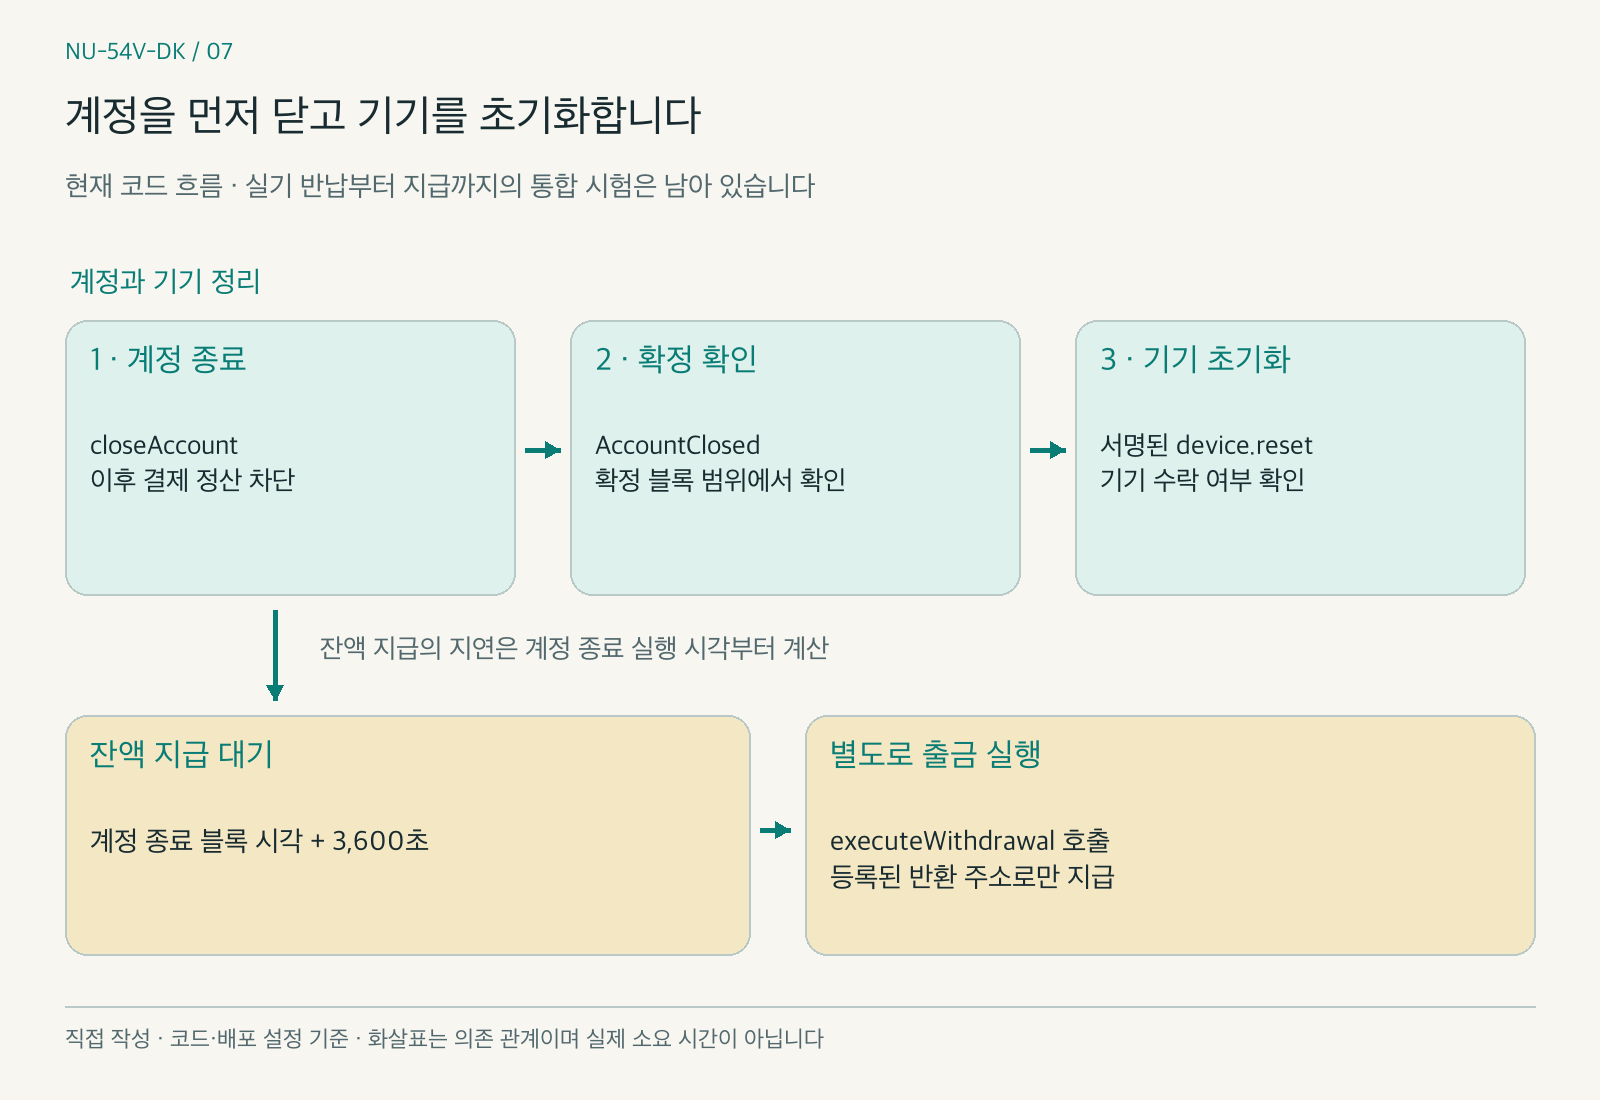 NU-54V-DK / 07
계정을 먼저 닫고 기기를 초기화합니다
현재 코드 흐름 · 실기 반납부터 지급까지의 통합 시험은 남아 있습니다
계정과 기기 정리
1 · 계정 종료
closeAccount
이후 결제 정산 차단
2 · 확정 확인
AccountClosed
확정 블록 범위에서 확인
3 · 기기 초기화
서명된 device.reset
기기 수락 여부 확인
잔액 지급의 지연은 계정 종료 실행 시각부터 계산
잔액 지급 대기
계정 종료 블록 시각 + 3,600초
별도로 출금 실행
executeWithdrawal 호출
등록된 반환 주소로만 지급
직접 작성 · 코드·배포 설정 기준 · 화살표는 의존 관계이며 실제 소요 시간이 아닙니다